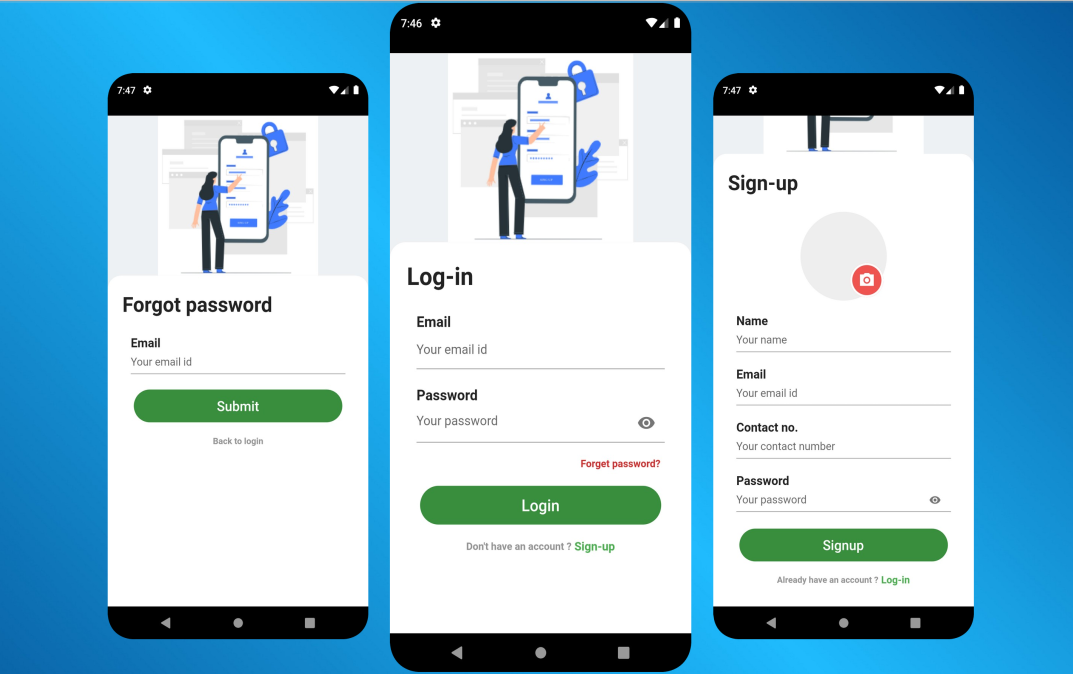 7:47
Forgot password
Email
Your email id
Submit
Back to login
7:46
Log-in
Email
Your email id
Password
Your password
Forget password?
Login
Don't have an account ? Sign-up
7:47
Sign-up
Name
Your name
Email
Your email id
Contact no.
Your contact number
Password
Your password
Signup
Already have an account ? Log-in